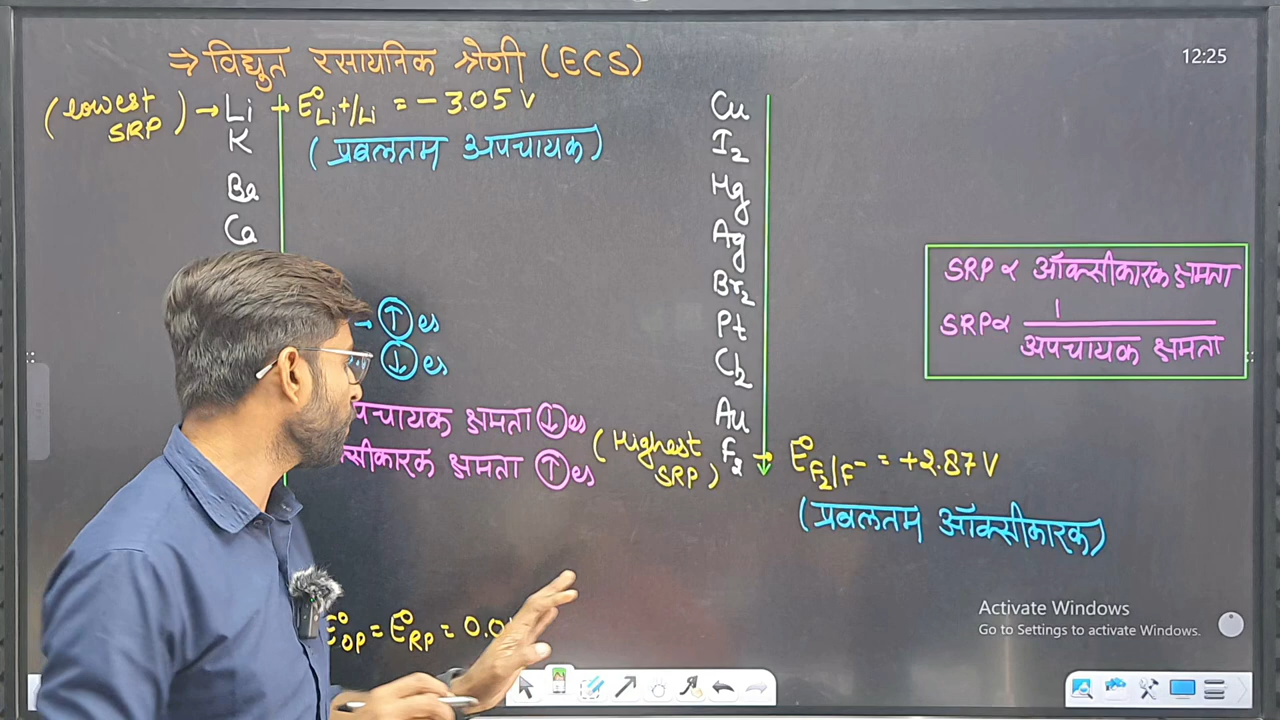 ⇒ विद्युत रसायनिक श्रेणी (ECS)
12:25
(lowest SRP) → Li → E°Li+/Li = - 3.05 V
K
(प्रबलतम अपचायक)
Ba
Ca
↑ es
↓ es
पचायक क्षमता ↓ es
क्सीकारक क्षमता ↑ es
E°OP = E°RP = 0.0
Cu
I2
Hg
Ag
Br2
Pt
Cl2
Au
(Highest SRP) F2 → E°F2/F- = +2.87 V
(प्रबलतम ऑक्सीकारक)
SRP ∝ ऑक्सीकारक क्षमता
SRP ∝ 1 / अपचायक क्षमता
Activate Windows
Go to Settings to activate Windows.